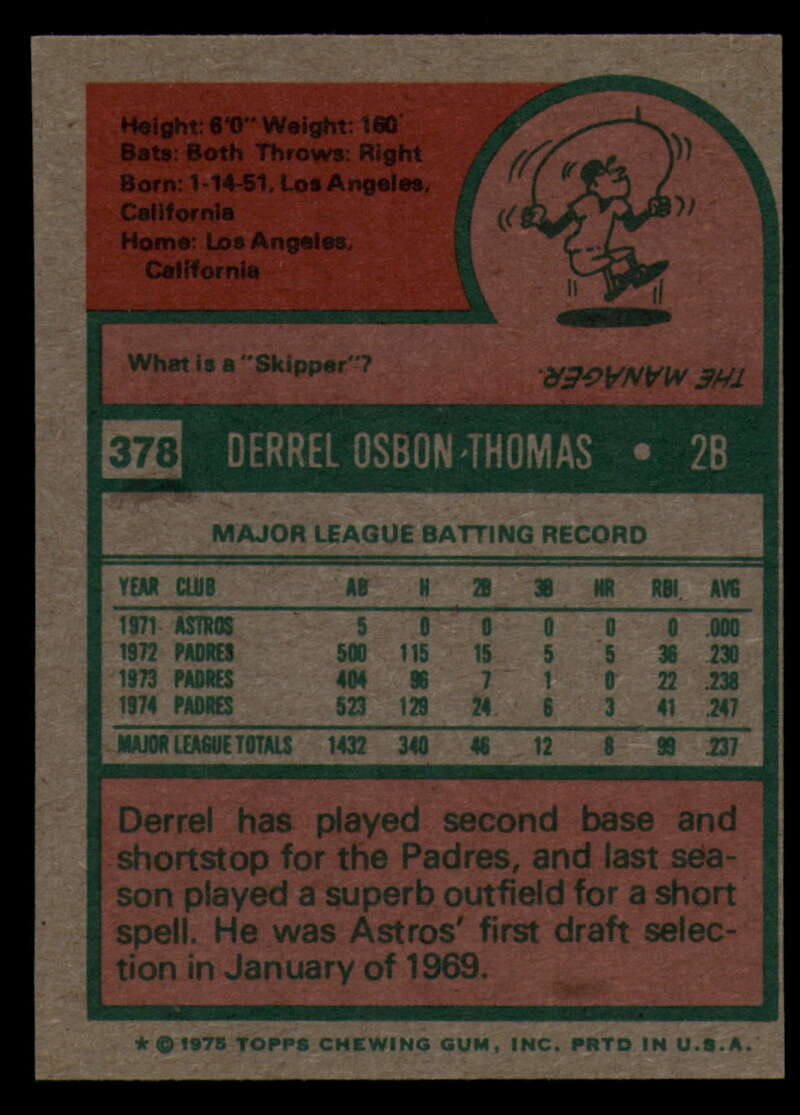 Height: 6'0" Weight: 160
Bats: Both Throws: Right
Born: 1-14-51, Los Angeles,
California
Home: Los Angeles,
California
What is a "Skipper"?
THE MANAGER.
378 DERREL OSBON THOMAS • 2B
MAJOR LEAGUE BATTING RECORD
YEAR CLUB AB H 2B 3B HR RBI AVG
1971 ASTROS 5 0 0 0 0 0 .000
1972 PADRES 500 115 15 5 5 36 .230
1973 PADRES 404 96 7 1 0 22 .238
1974 PADRES 523 129 24 6 3 41 .247
MAJOR LEAGUE TOTALS 1432 340 46 12 8 99 .237
Derrel has played second base and
shortstop for the Padres, and last sea-
son played a superb outfield for a short
spell. He was Astros' first draft selec-
tion in January of 1969.
* © 1975 TOPPS CHEWING GUM, INC. PRTD IN U.S.A.